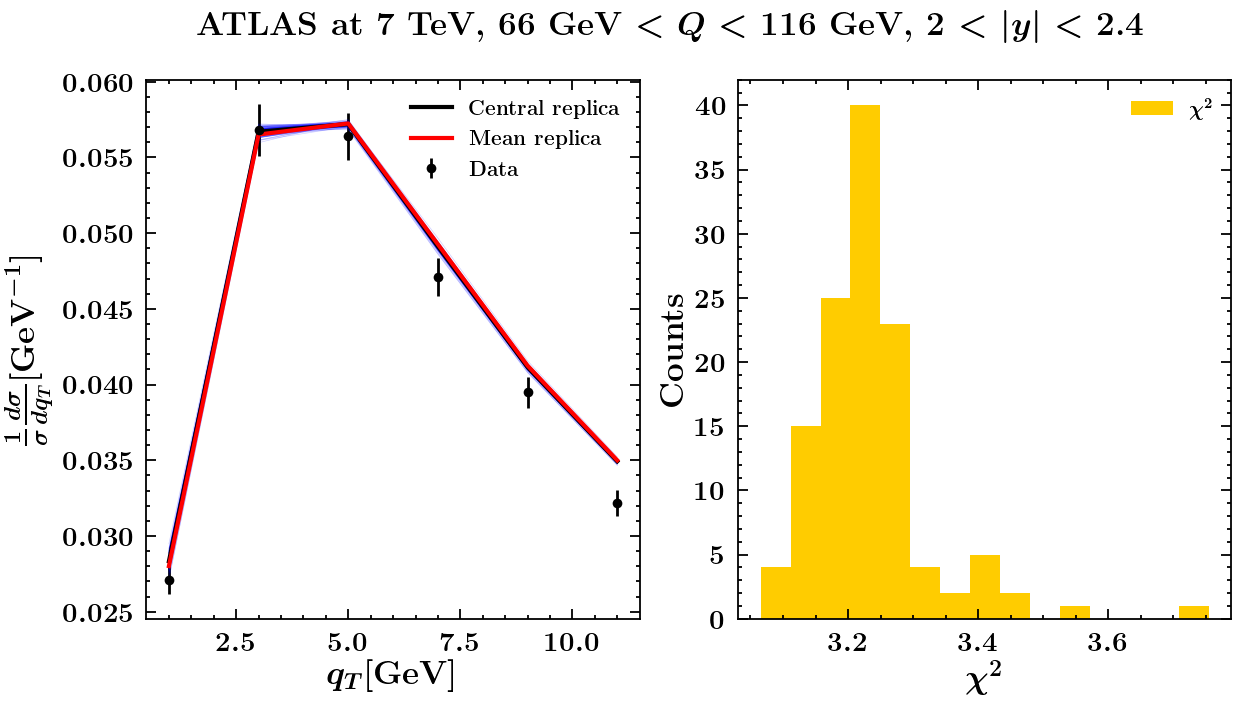 ATLAS at 7 TeV, 66 GeV < Q < 116 GeV, 2 < |y| < 2.4
0.060
0.055
0.050
0.045
0.040
0.035
0.030
0.025
2.5 5.0 7.5 10.0
q_T[GeV]
1/σ dσ/dq_T [GeV⁻¹]
Central replica
Mean replica
Data
40
35
30
25
20
15
10
5
0
3.2 3.4 3.6
χ²
Counts
χ²